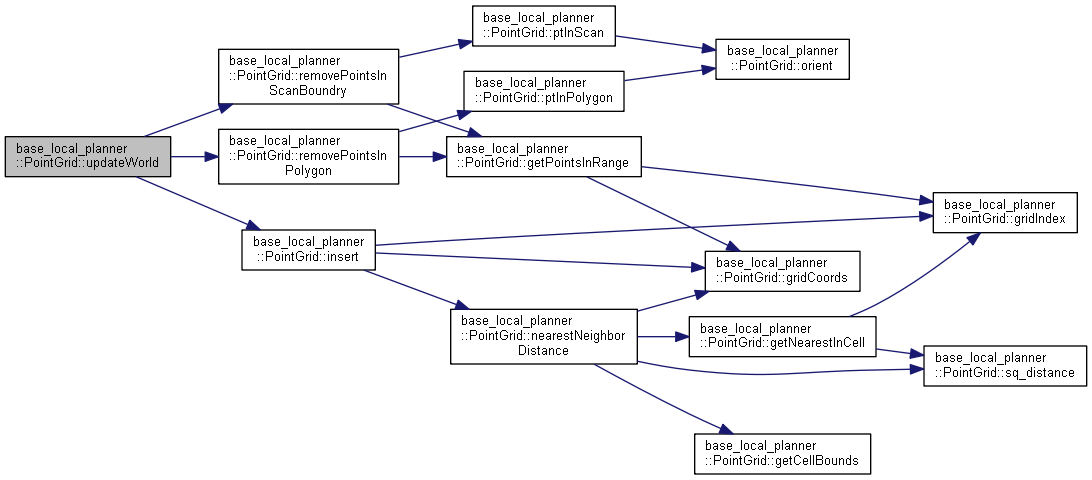 base_local_planner
::PointGrid::updateWorld
base_local_planner
::PointGrid::removePointsIn
ScanBoundry
base_local_planner
::PointGrid::removePointsIn
Polygon
base_local_planner
::PointGrid::insert
base_local_planner
::PointGrid::ptInScan
base_local_planner
::PointGrid::ptInPolygon
base_local_planner
::PointGrid::getPointsInRange
base_local_planner
::PointGrid::nearestNeighbor
Distance
base_local_planner
::PointGrid::orient
base_local_planner
::PointGrid::gridCoords
base_local_planner
::PointGrid::getNearestInCell
base_local_planner
::PointGrid::getCellBounds
base_local_planner
::PointGrid::gridIndex
base_local_planner
::PointGrid::sq_distance